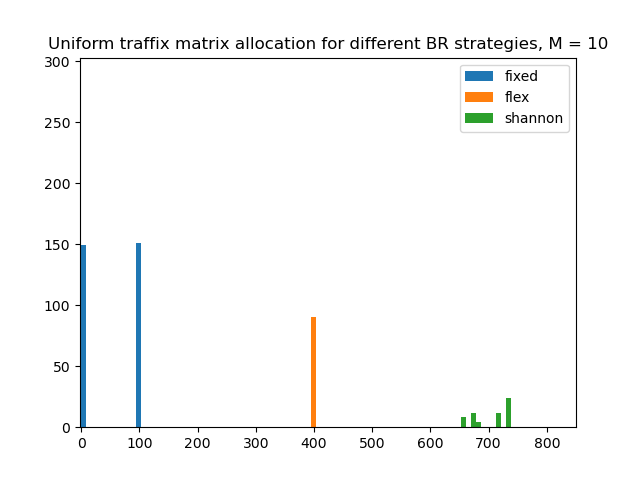 Uniform traffix matrix allocation for different BR strategies, M = 10
300
250
200
150
100
50
0
fixed
flex
shannon
0 100 200 300 400 500 600 700 800